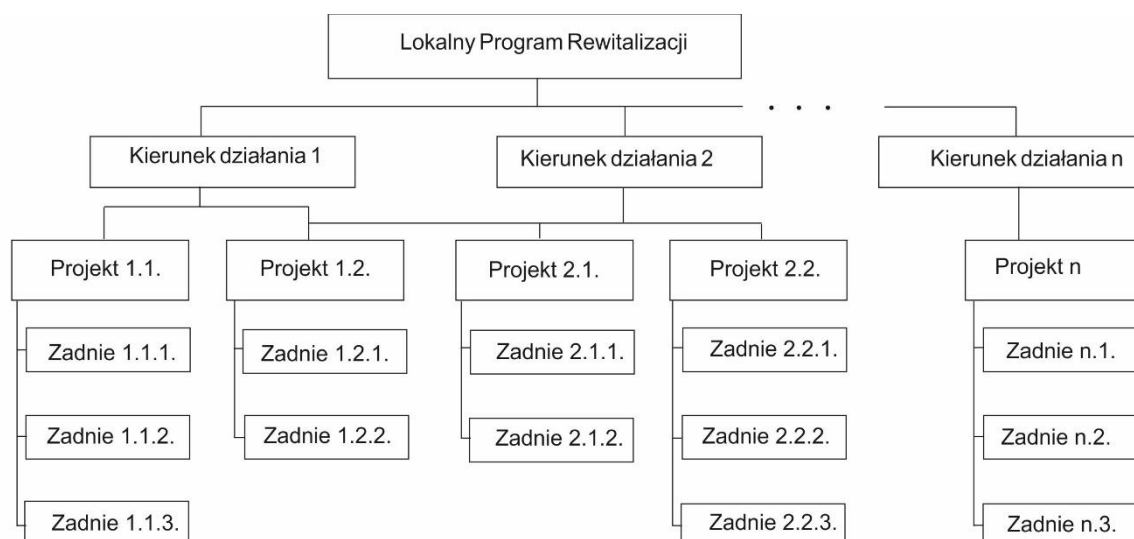 Lokalny Program Rewitalizacji
. . .
Kierunek działania 1
Kierunek działania 2
Kierunek działania n
Projekt 1.1.
Projekt 1.2.
Projekt 2.1.
Projekt 2.2.
Projekt n
Zadnie 1.1.1.
Zadnie 1.2.1.
Zadnie 2.1.1.
Zadnie 2.2.1.
Zadnie n.1.
Zadnie 1.1.2.
Zadnie 1.2.2.
Zadnie 2.1.2.
Zadnie 2.2.2.
Zadnie n.2.
Zadnie 1.1.3.
Zadnie 2.2.3.
Zadnie n.3.